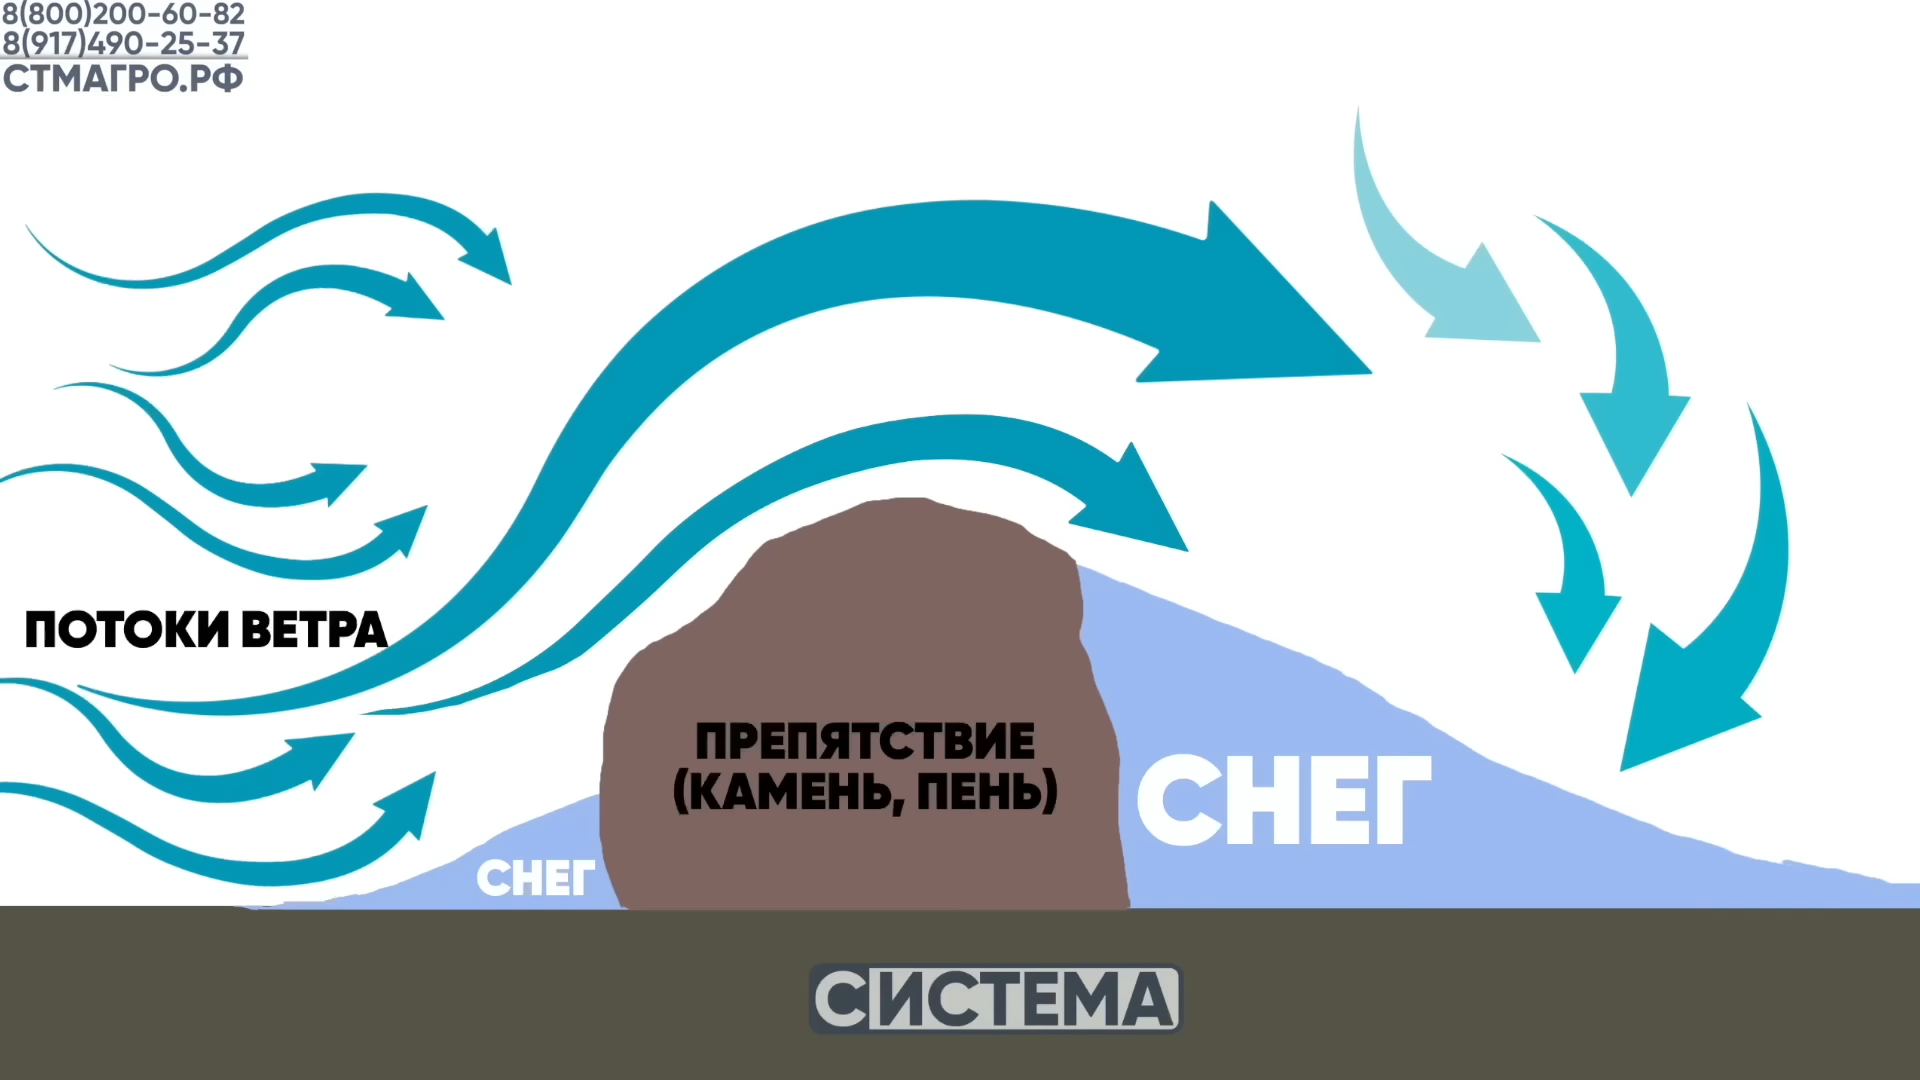 8(800)200-60-82
8(917)490-25-37
СТМАГРО.РФ
ПОТОКИ ВЕТРА
ПРЕПЯТСТВИЕ
(КАМЕНЬ, ПЕНЬ)
СНЕГ
СНЕГ
СИСТЕМА